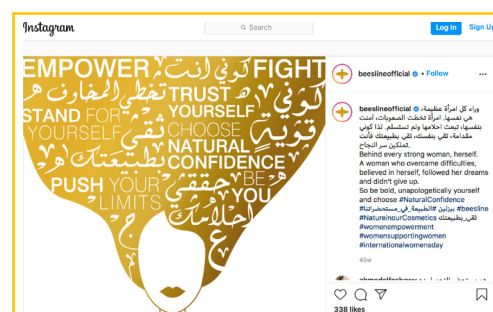 Instagram
Search
Log In
Sign Up
EMPOWER كوني أنت FIGHT
تخطي المخاوف
TRUST
كوني
STAND FOR
YOURSELF
YOURSELF
ثقي
CHOOSE
قوية
NATURAL
بطبيعتك
CONFIDENCE
PUSH YOUR
LIMITS
حققي
BE
YOU
أحلامك
beeslineofficial • Follow
beeslineofficial وراء كل امرأة عظيمة،
هي نفسها. امرأة تخطت الصعوبات، آمنت
بنفسها، تبعت احلامها ولم تستسلم. لذا كوني
مقدامة، ثقي بنفسك، ثقي بطبيعتك فأنت
تملكين سر النجاح.
Behind every strong woman, herself.
A woman who overcame difficulties,
believed in herself, followed her dreams
and didn't give up.
So be bold, unapologetically yourself
and choose #NaturalConfidence
#beesline بيزلين #الطبيعة_في_مستحضراتنا#
#NatureinourCosmetics ثقي_بطبيعتك
#womenempowerment
#womensupportingwomen
#internationalwomensday
46w
338 likes